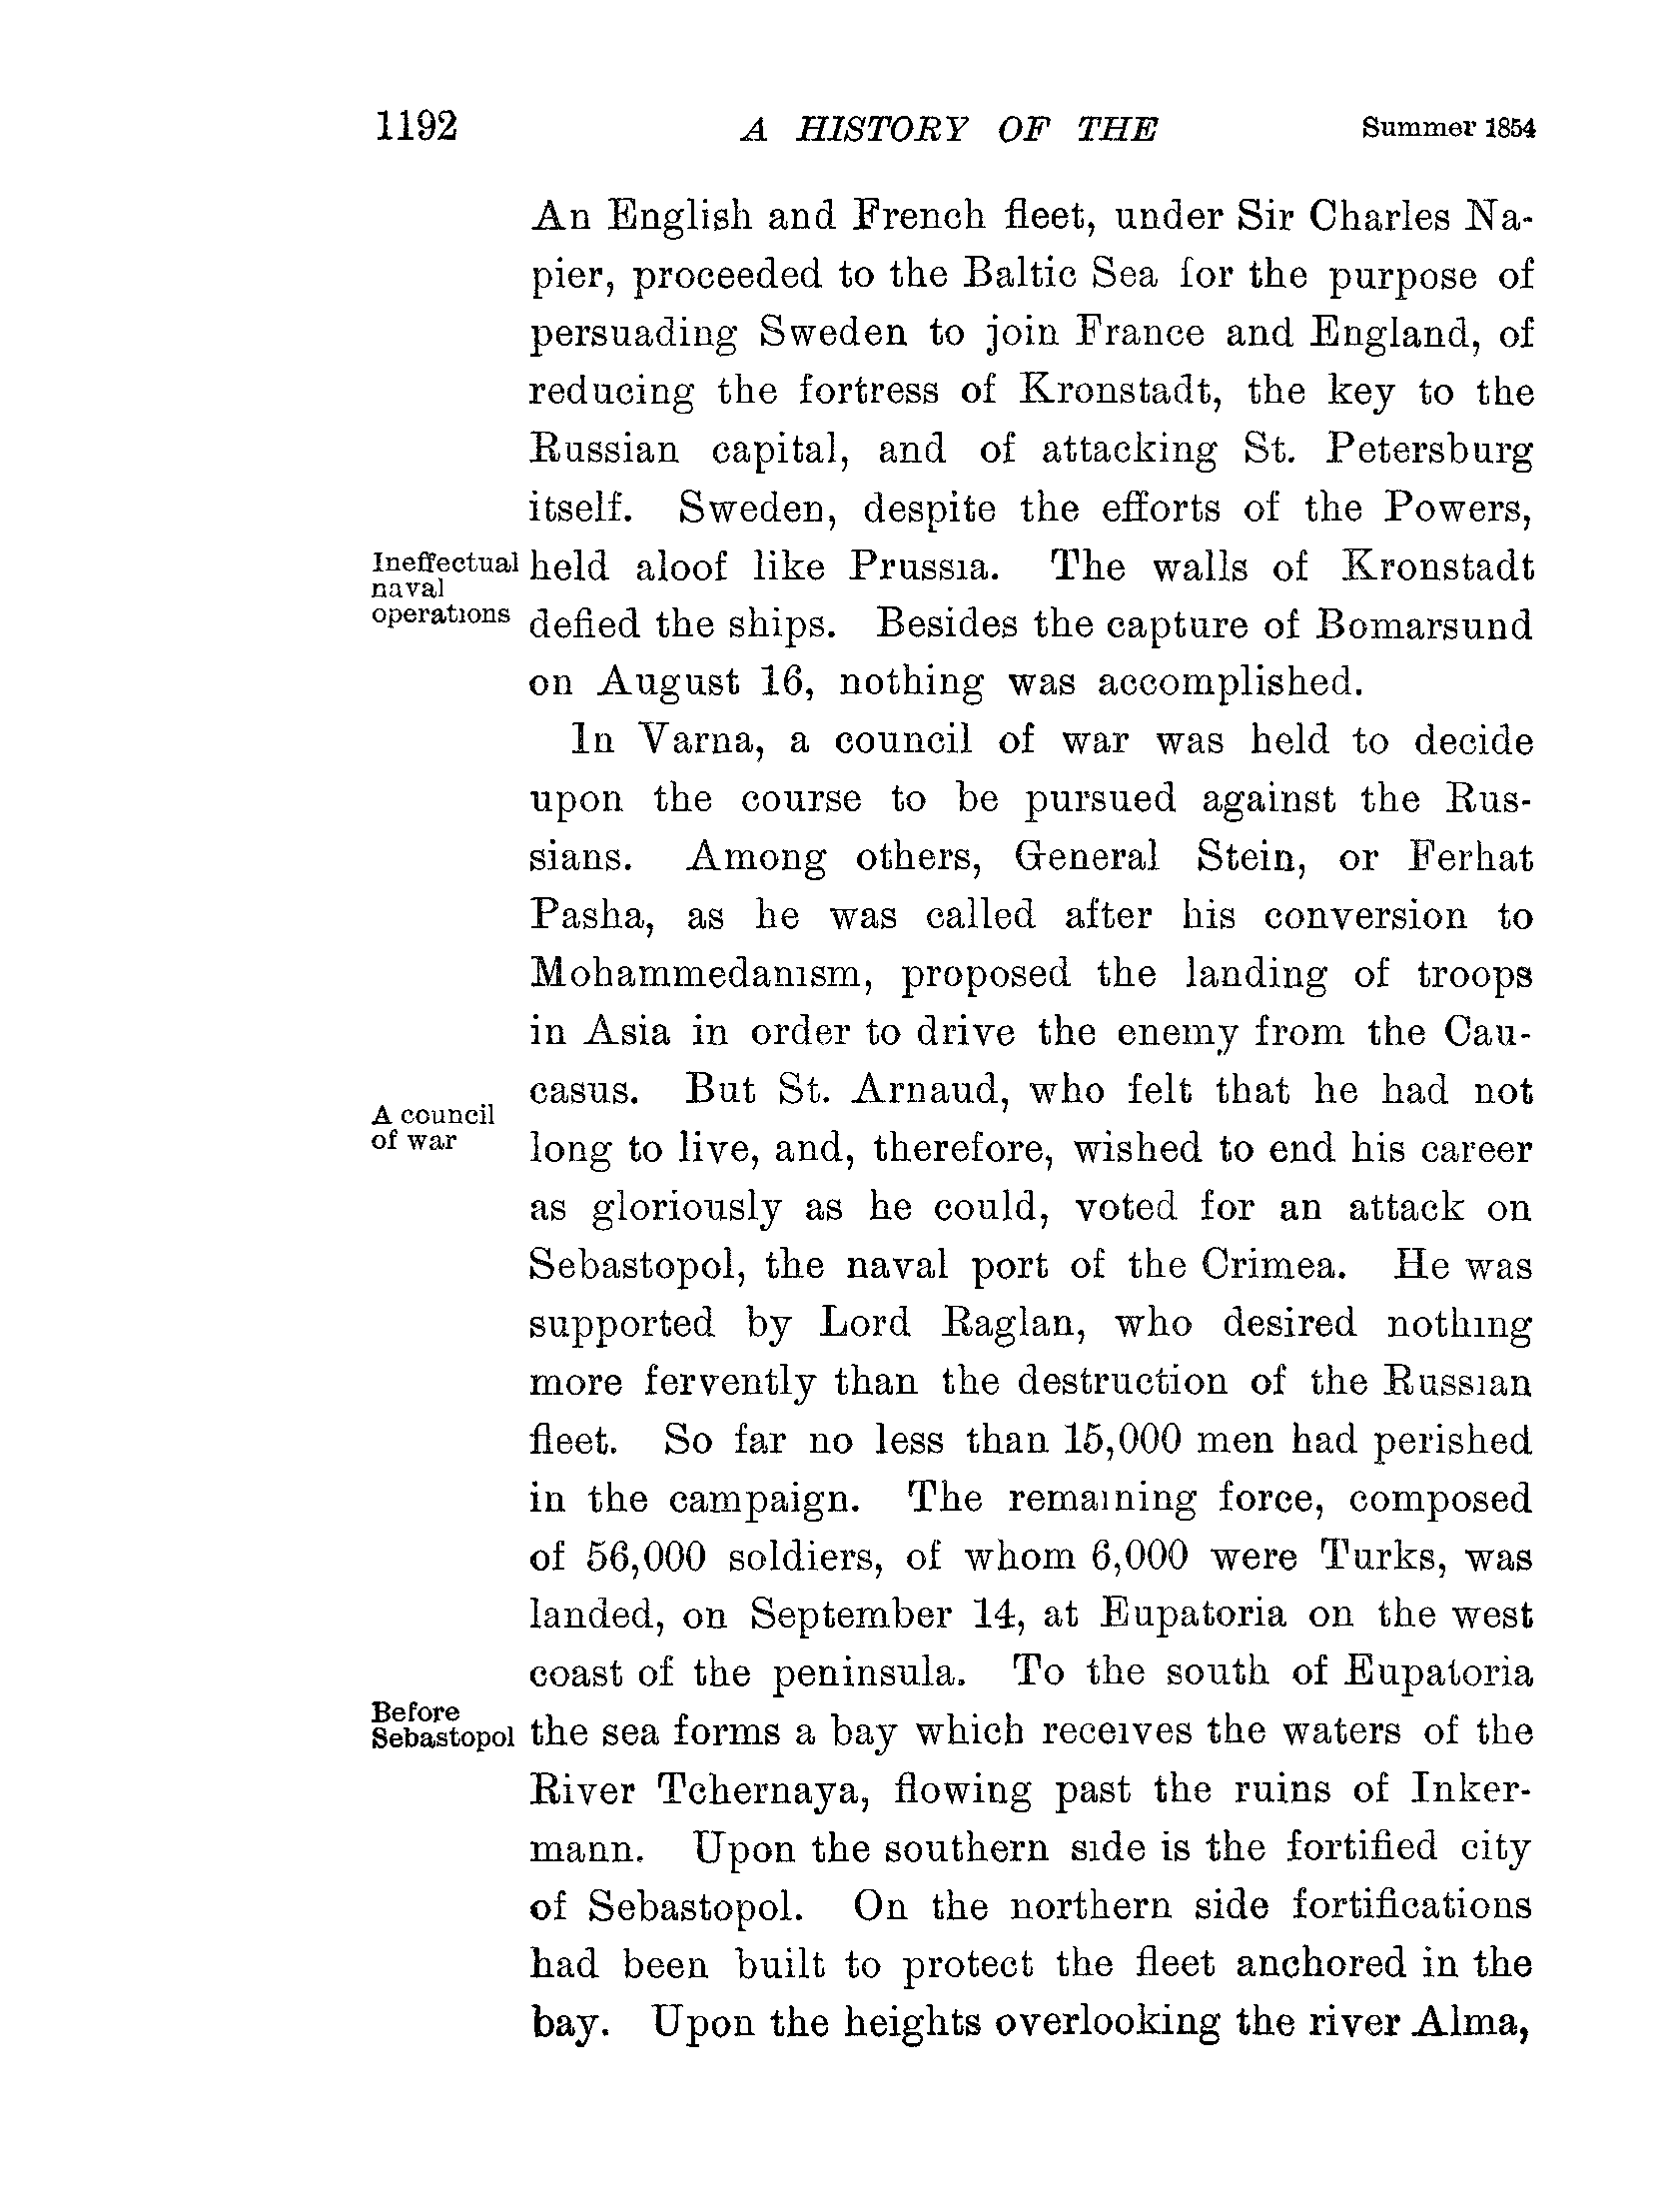 1192 A HISTORY OF THE Summer 1854
An English and French fleet, under Sir Charles Na-
pier, proceeded to the Baltic Sea for the purpose of
persuading Sweden to join France and England, of
reducing the fortress of Kronstadt, the key to the
Russian capital, and of attacking St. Petersburg
itself. Sweden, despite the efforts of the Powers,
Ineffectual
naval
operations
held aloof like Prussia. The walls of Kronstadt
defied the ships. Besides the capture of Bomarsund
on August 16, nothing was accomplished.
In Varna, a council of war was held to decide
upon the course to be pursued against the Rus-
sians. Among others, General Stein, or Ferhat
Pasha, as he was called after his conversion to
Mohammedanism, proposed the landing of troops
in Asia in order to drive the enemy from the Cau-
casus. But St. Arnaud, who felt that he had not
A council
of war
long to live, and, therefore, wished to end his career
as gloriously as he could, voted for an attack on
Sebastopol, the naval port of the Crimea. He was
supported by Lord Raglan, who desired nothing
more fervently than the destruction of the Russian
fleet. So far no less than 15,000 men had perished
in the campaign. The remaining force, composed
of 56,000 soldiers, of whom 6,000 were Turks, was
landed, on September 14, at Eupatoria on the west
coast of the peninsula. To the south of Eupatoria
Before
Sebastopol
the sea forms a bay which receives the waters of the
River Tchernaya, flowing past the ruins of Inker-
mann. Upon the southern side is the fortified city
of Sebastopol. On the northern side fortifications
had been built to protect the fleet anchored in the
bay. Upon the heights overlooking the river Alma,